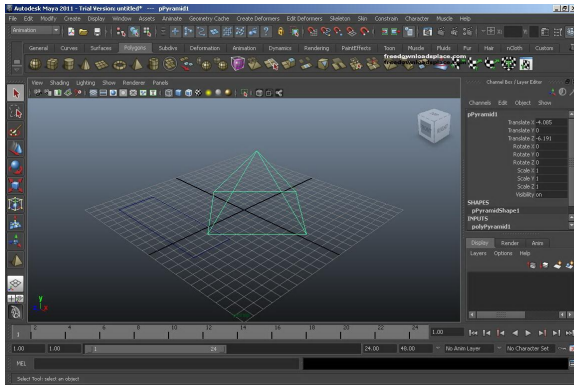 Autodesk Maya 2011 - Trial Version: untitled* --- pPyramid1
File Edit Modify Create Display Window Assets Animate Geometry Cache Create Deformers Edit Deformers Skeleton Skin Constrain Character Muscle Help
Animation
General Curves Surfaces Polygons Subdivs Deformation Animation Dynamics Rendering PaintEffects Toon Muscle Fluids Fur Hair nCloth Custom
View Shading Lighting Show Renderer Panels
Channel Box / Layer Editor
Channels Edit Object Show
pPyramid1
Translate X -4.085
Translate Y 0
Translate Z -6.191
Rotate X 0
Rotate Y 0
Rotate Z 0
Scale X 1
Scale Y 1
Scale Z 1
Visibility on
SHAPES
pPyramidShape1
INPUTS
polyPyramid1
Display Render Anim
Layers Options Help
y
x
1 2 4 6 8 10 12 14 16 18 20 22 24 1.00
1.00 1.00 1 24 24.00 48.00 No Anim Layer No Character Set
MEL
Select Tool: select an object